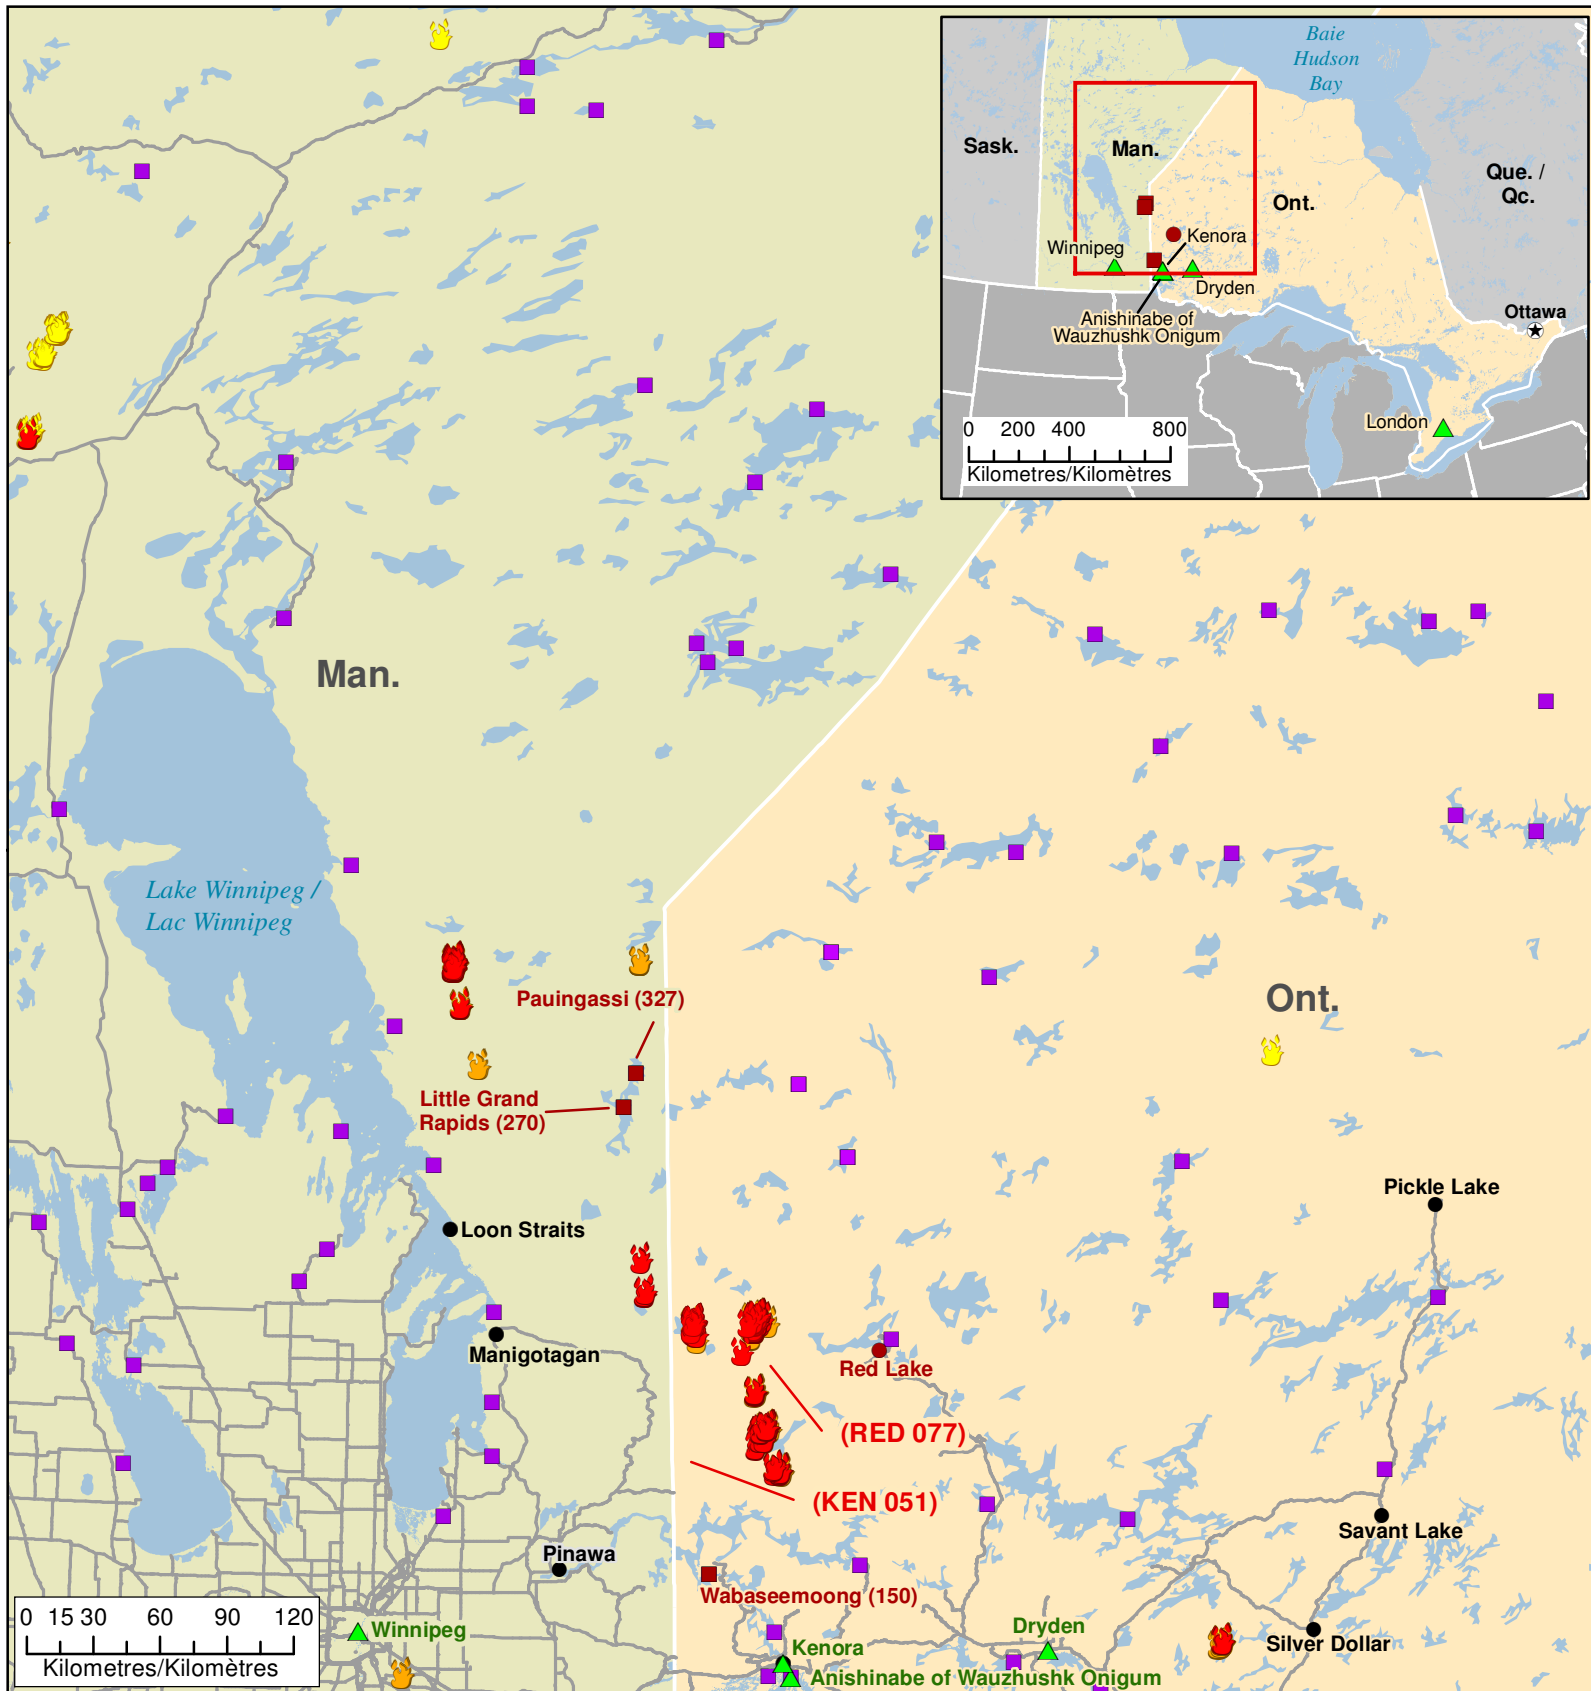 Baie
Hudson
Bay
Sask.
Man.
Que. /
Qc.
Ont.
Winnipeg
Kenora
Dryden
Anishinabe of
Wauzhushk Onigum
Ottawa
London
0 200 400 800
Kilometres/Kilomètres
Man.
Lake Winnipeg /
Lac Winnipeg
Pauingassi (327)
Ont.
Little Grand
Rapids (270)
Pickle Lake
Loon Straits
Manigotagan
Red Lake
(RED 077)
(KEN 051)
Savant Lake
Pinawa
Wabaseemoong (150)
0 15 30 60 90 120
Kilometres/Kilomètres
Winnipeg
Dryden
Silver Dollar
Kenora
Anishinabe of Wauzhushk Onigum